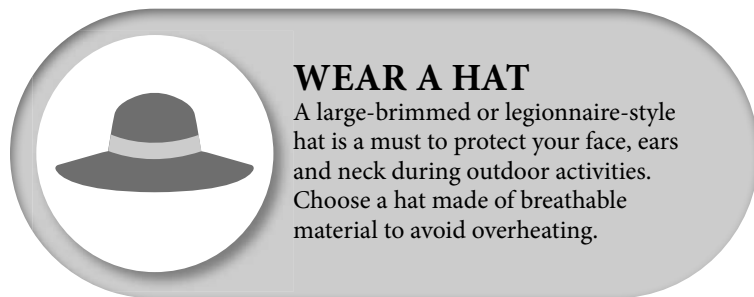 WEAR A HAT
A large-brimmed or legionnaire-style
hat is a must to protect your face, ears
and neck during outdoor activities.
Choose a hat made of breathable
material to avoid overheating.